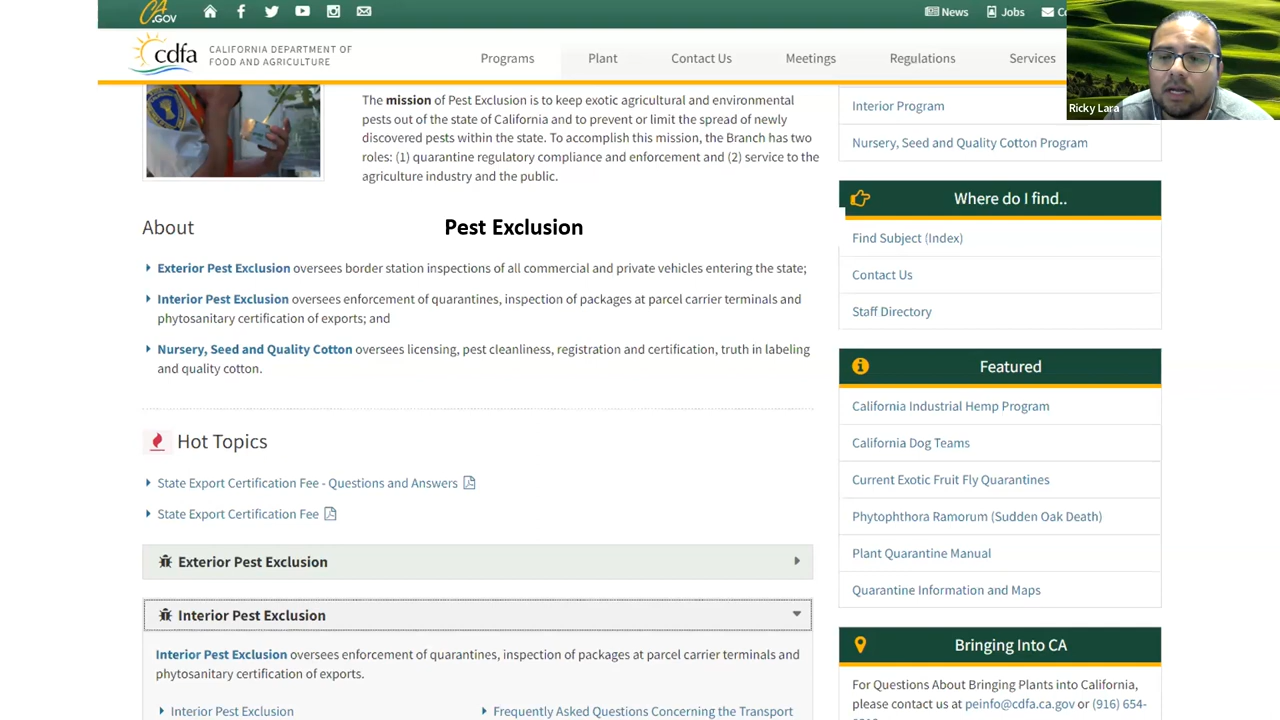 CA
.GOV
News
Jobs
CALIFORNIA DEPARTMENT OF
FOOD AND AGRICULTURE
cdfa
Programs
Plant
Contact Us
Meetings
Regulations
Services
Ricky Lara
The mission of Pest Exclusion is to keep exotic agricultural and environmental
pests out of the state of California and to prevent or limit the spread of newly
discovered pests within the state. To accomplish this mission, the Branch has two
roles: (1) quarantine regulatory compliance and enforcement and (2) service to the
agriculture industry and the public.
About
Pest Exclusion
Exterior Pest Exclusion oversees border station inspections of all commercial and private vehicles entering the state;
Interior Pest Exclusion oversees enforcement of quarantines, inspection of packages at parcel carrier terminals and
phytosanitary certification of exports; and
Nursery, Seed and Quality Cotton oversees licensing, pest cleanliness, registration and certification, truth in labeling
and quality cotton.
Hot Topics
State Export Certification Fee - Questions and Answers
State Export Certification Fee
Exterior Pest Exclusion
Interior Pest Exclusion
Interior Pest Exclusion oversees enforcement of quarantines, inspection of packages at parcel carrier terminals and
phytosanitary certification of exports.
Interior Pest Exclusion
Frequently Asked Questions Concerning the Transport
Interior Program
Nursery, Seed and Quality Cotton Program
Where do I find..
Find Subject (Index)
Contact Us
Staff Directory
Featured
California Industrial Hemp Program
California Dog Teams
Current Exotic Fruit Fly Quarantines
Phytophthora Ramorum (Sudden Oak Death)
Plant Quarantine Manual
Quarantine Information and Maps
Bringing Into CA
For Questions About Bringing Plants into California,
please contact us at peinfo@cdfa.ca.gov or (916) 654-